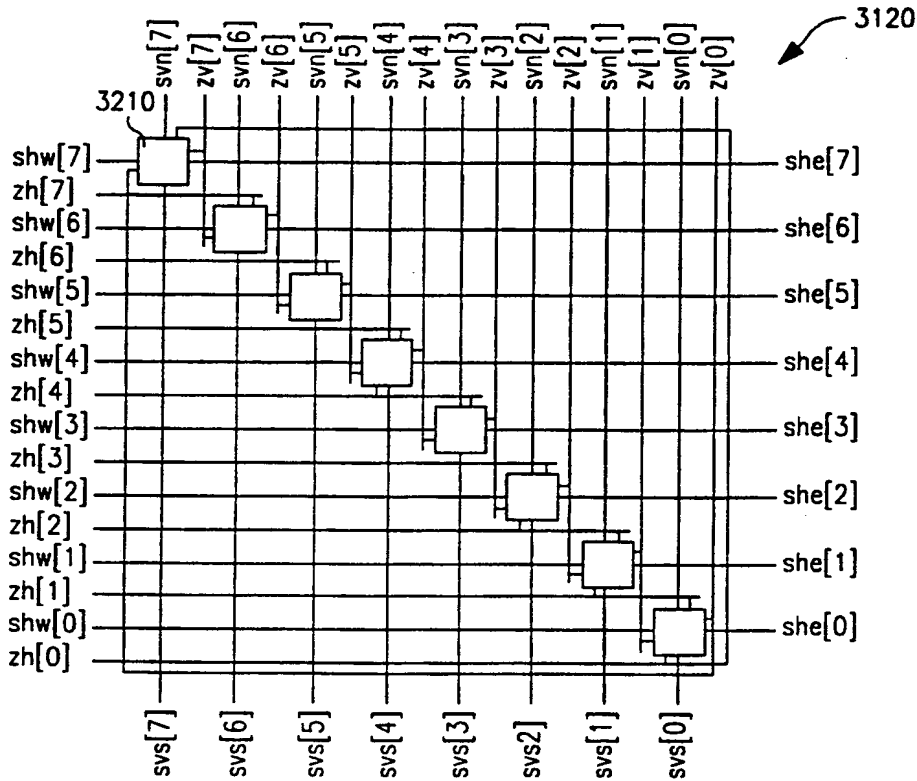 3120
svn[7]
zv[7]
svn[6]
zv[6]
svn[5]
zv[5]
svn[4]
zv[4]
svn[3]
zv[3]
svn[2]
zv[2]
svn[1]
zv[1]
svn[0]
zv[0]
3210
shw[7]
she[7]
zh[7]
shw[6]
she[6]
zh[6]
shw[5]
she[5]
zh[5]
shw[4]
she[4]
zh[4]
shw[3]
she[3]
zh[3]
shw[2]
she[2]
zh[2]
shw[1]
she[1]
zh[1]
shw[0]
she[0]
zh[0]
svs[7]
svs[6]
svs[5]
svs[4]
svs[3]
svs2]
svs[1]
svs[0]